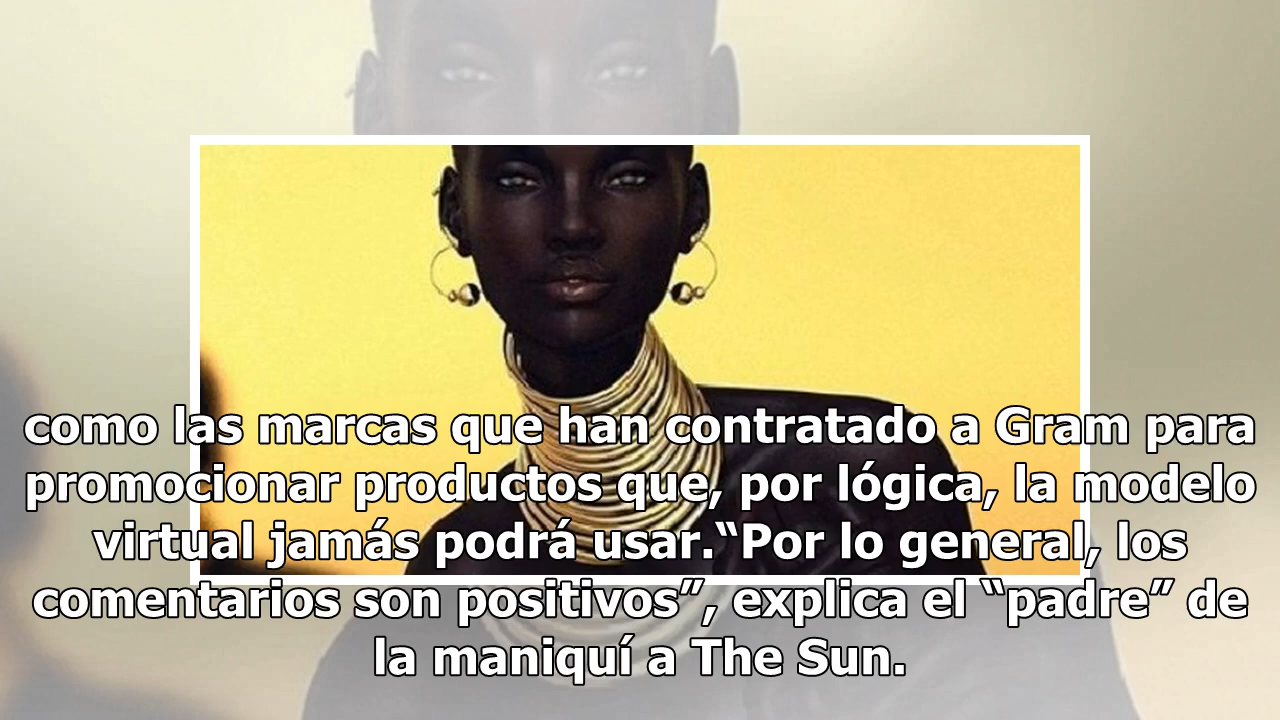 como las marcas que han contratado a Gram para
promocionar productos que, por lógica, la modelo
virtual jamás podrá usar.“Por lo general, los
comentarios son positivos”, explica el “padre” de
la maniquí a The Sun.